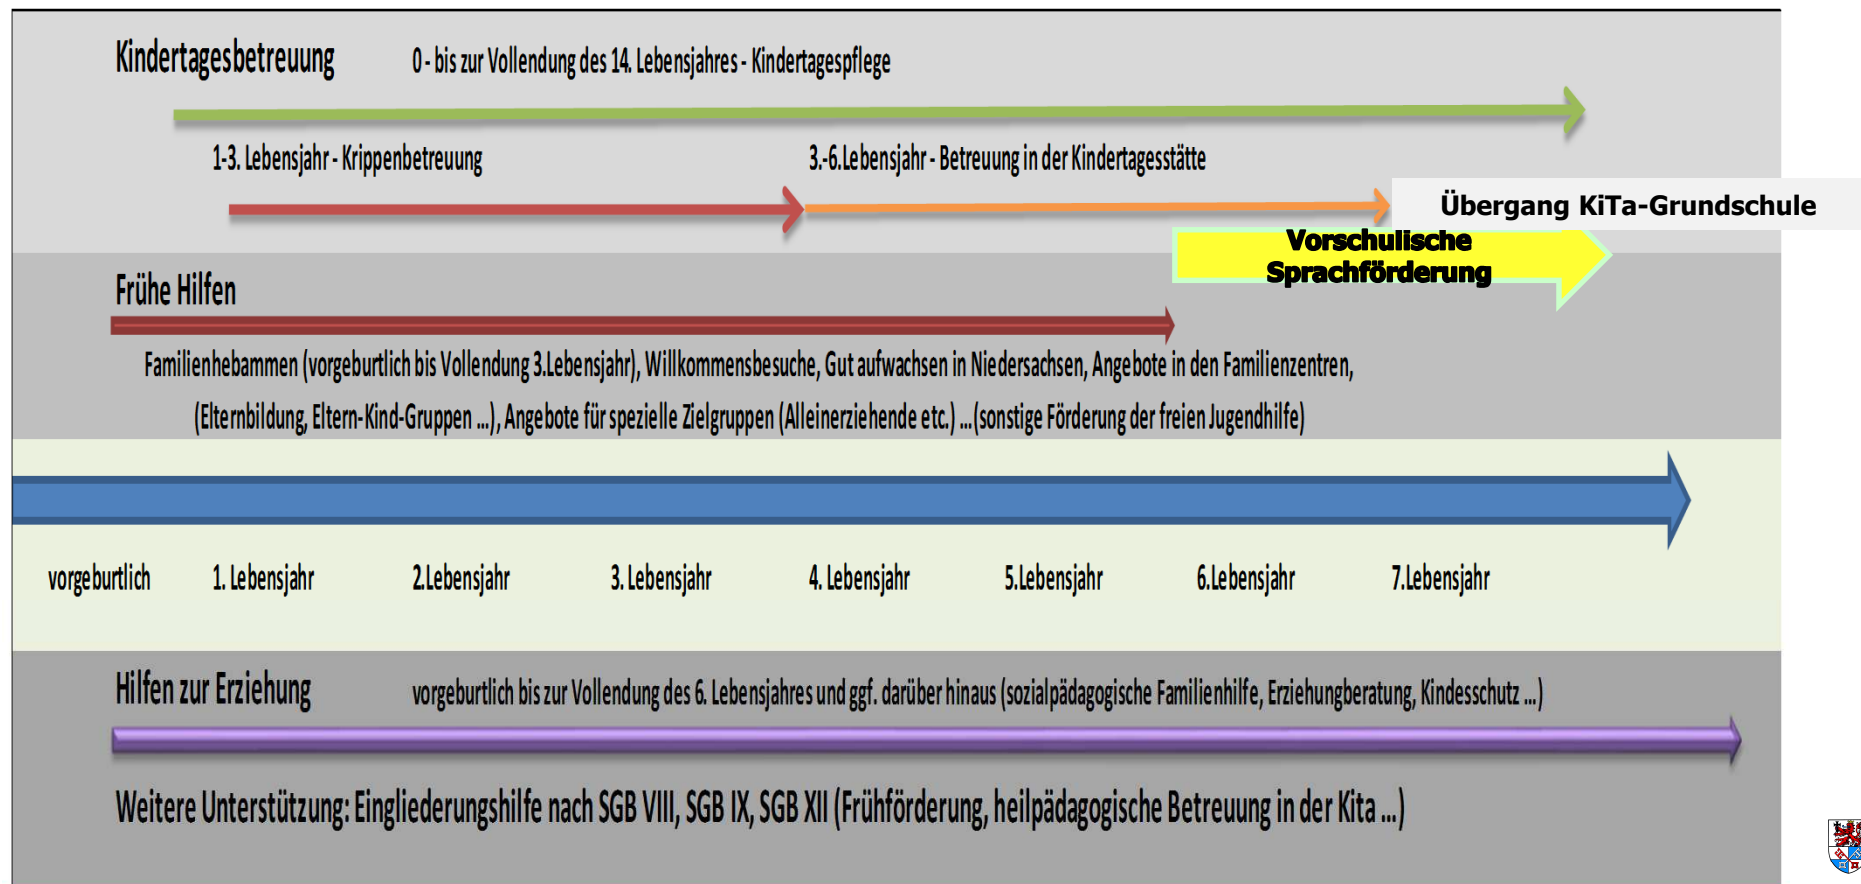 Kindertagesbetreuung 0 - bis zur Vollendung des 14. Lebensjahres - Kindertagespflege
1-3. Lebensjahr - Krippenbetreuung 3.-6.Lebensjahr - Betreuung in der Kindertagesstätte
Übergang KiTa-Grundschule
Vorschulische
Sprachförderung
Frühe Hilfen
Familienhebammen (vorgeburtlich bis Vollendung 3.Lebensjahr), Willkommensbesuche, Gut aufwachsen in Niedersachsen, Angebote in den Familienzentren,
(Elternbildung, Eltern-Kind-Gruppen ...), Angebote für spezielle Zielgruppen (Alleinerziehende etc.) ...(sonstige Förderung der freien Jugendhilfe)
vorgeburtlich 1. Lebensjahr 2.Lebensjahr 3. Lebensjahr 4. Lebensjahr 5.Lebensjahr 6.Lebensjahr 7.Lebensjahr
Hilfen zur Erziehung vorgeburtlich bis zur Vollendung des 6. Lebensjahres und ggf. darüber hinaus (sozialpädagogische Familienhilfe, Erziehungberatung, Kindesschutz ...)
Weitere Unterstützung: Eingliederungshilfe nach SGB VIII, SGB IX, SGB XII (Frühförderung, heilpädagogische Betreuung in der Kita ...)